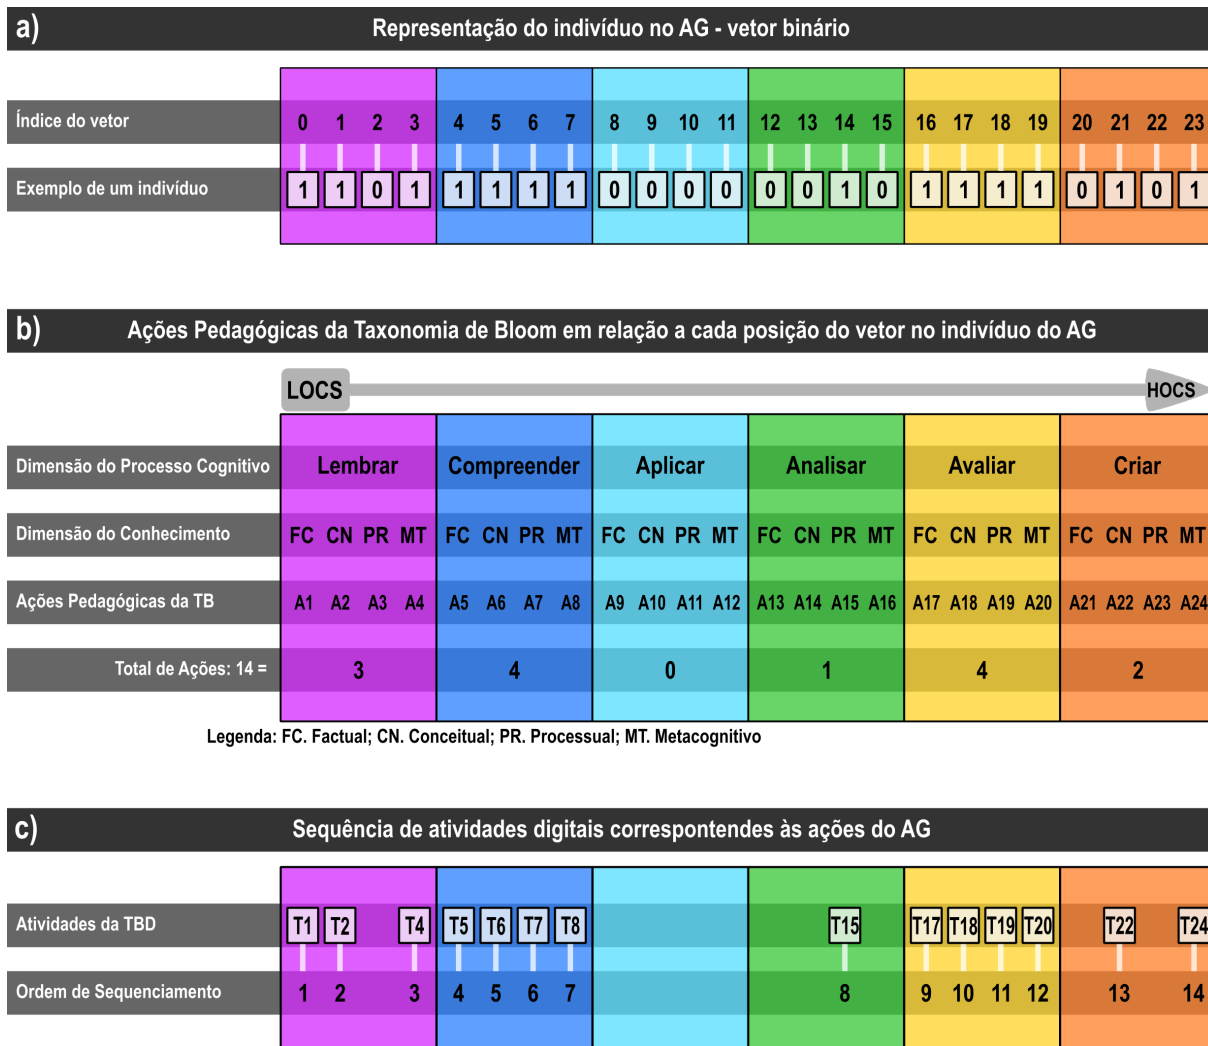 a) Representação do indivíduo no AG - vetor binário
Índice do vetor 0 1 2 3 4 5 6 7 8 9 10 11 12 13 14 15 16 17 18 19 20 21 22 23
Exemplo de um indivíduo 1 1 0 1 1 1 1 1 0 0 0 0 0 0 1 0 1 1 1 1 0 1 0 1
b) Ações Pedagógicas da Taxonomia de Bloom em relação a cada posição do vetor no indivíduo do AG
LOCS HOCS
Dimensão do Processo Cognitivo Lembrar Compreender Aplicar Analisar Avaliar Criar
Dimensão do Conhecimento FC CN PR MT FC CN PR MT FC CN PR MT FC CN PR MT FC CN PR MT FC CN PR MT
Ações Pedagógicas da TB A1 A2 A3 A4 A5 A6 A7 A8 A9 A10 A11 A12 A13 A14 A15 A16 A17 A18 A19 A20 A21 A22 A23 A24
Total de Ações: 14 = 3 4 0 1 4 2
Legenda: FC. Factual; CN. Conceitual; PR. Processual; MT. Metacognitivo
c) Sequência de atividades digitais correspontendes às ações do AG
Atividades da TBD T1 T2 T4 T5 T6 T7 T8 T15 T17 T18 T19 T20 T22 T24
Ordem de Sequenciamento 1 2 3 4 5 6 7 8 9 10 11 12 13 14